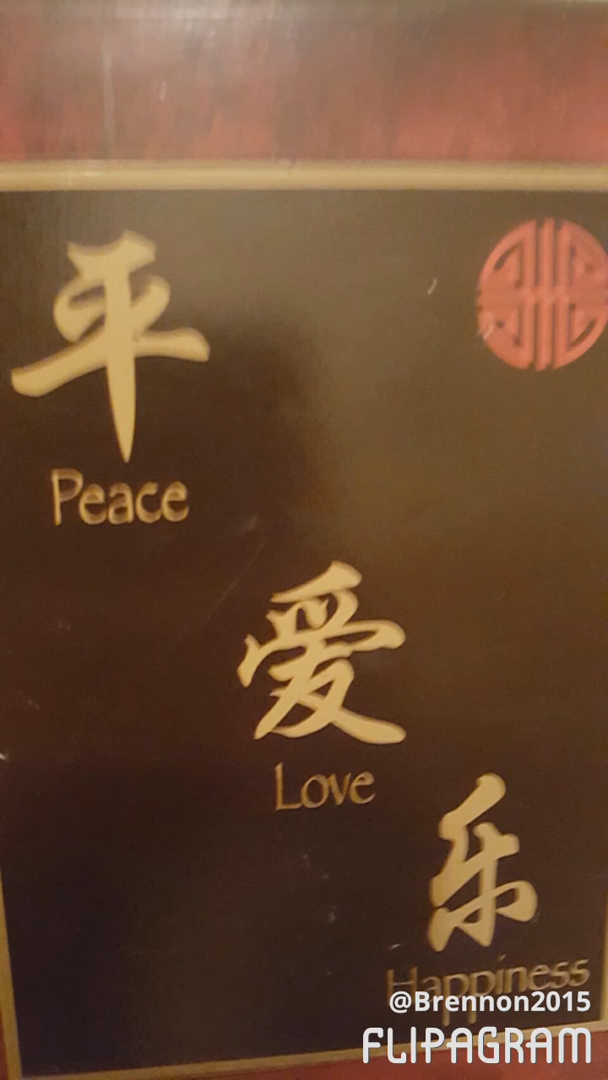 平
Peace
爱
Love
乐
Happiness
@Brennon2015
FLIPAGRAM